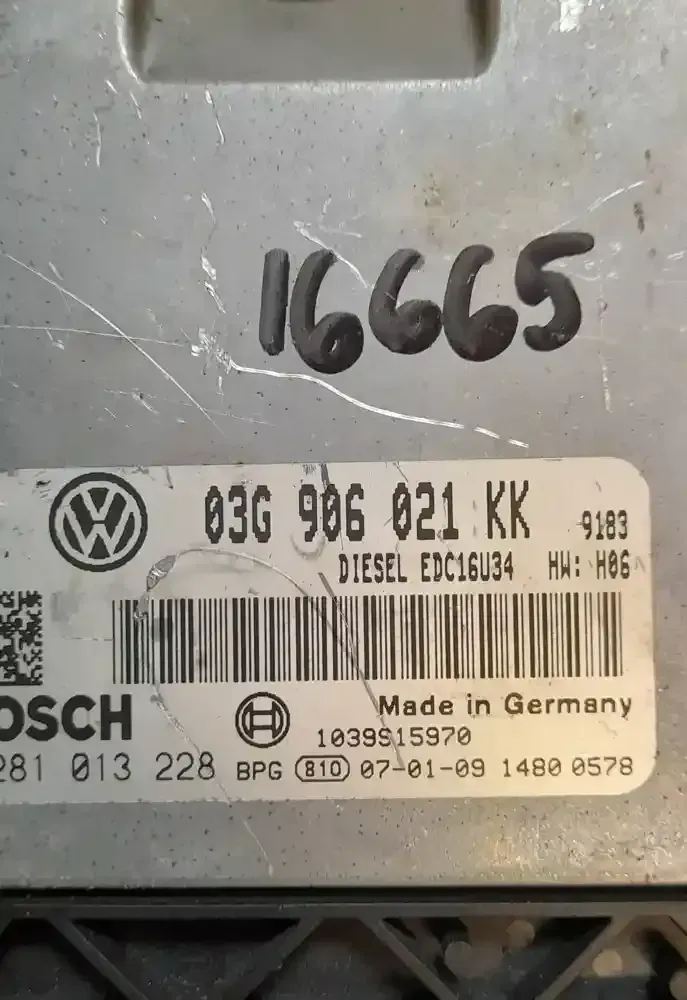 16665
03G 906 021 KK 9183
DIESEL EDC16U34 HW: H06
OSCH Made in Germany
1039S15970
281 013 228 BPG 810 07-01-09 1480 0578